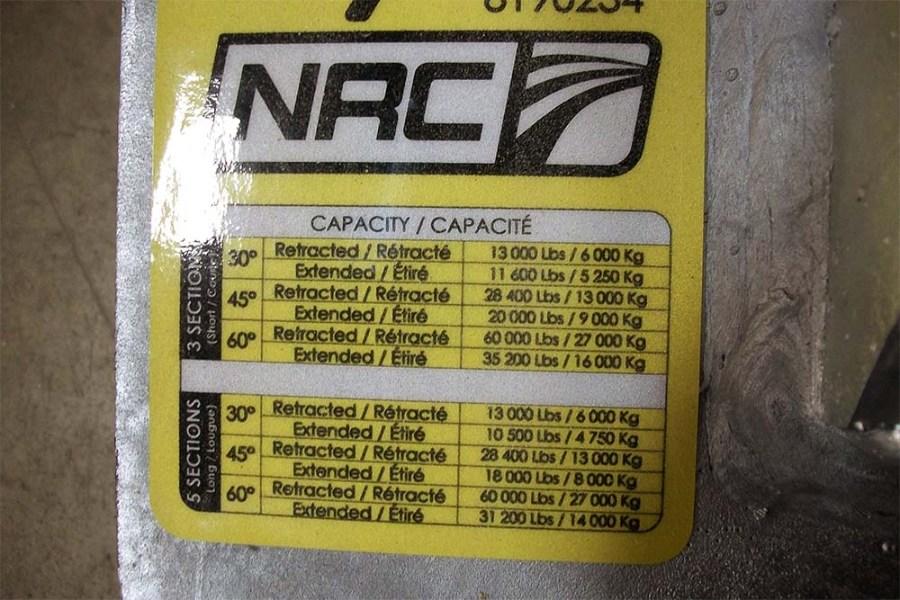 NRC
CAPACITY / CAPACITÉ
3 SECTIONS
(Short / Court)
30° Retracted / Rétracté 13 000 Lbs / 6 000 Kg
Extended / Étiré 11 600 Lbs / 5 250 Kg
45° Retracted / Rétracté 28 400 Lbs / 13 000 Kg
Extended / Étiré 20 000 Lbs / 9 000 Kg
60° Retracted / Rétracté 60 000 Lbs / 27 000 Kg
Extended / Étiré 35 200 Lbs / 16 000 Kg
5 SECTIONS
(Long / Lougue)
30° Retracted / Rétracté 13 000 Lbs / 6 000 Kg
Extended / Étiré 10 500 Lbs / 4 750 Kg
45° Retracted / Rétracté 28 400 Lbs / 13 000 Kg
Extended / Étiré 18 000 Lbs / 8 000 Kg
60° Retracted / Rétracté 60 000 Lbs / 27 000 Kg
Extended / Étiré 31 200 Lbs / 14 000 Kg